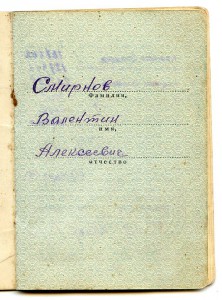 Смирнов
Фамилия,
Валентин
имя,
Алексеевич
отчество